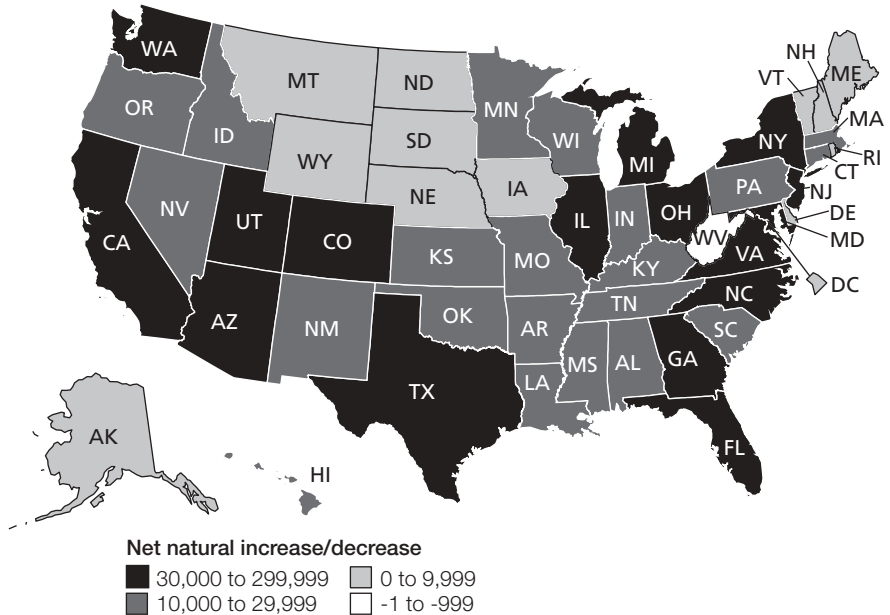 NH
WA
VT
ME
MT
ND
MN
OR
MA
ID
WI
NY
SD
WY
MI
RI
CT
PA
IA
NE
NJ
NV
OH
IN
IL
UT
DE
CO
WV
MD
CA
VA
KS
MO
KY
DC
NC
TN
OK
AZ
NM
AR
SC
MS
AL
GA
LA
TX
AK
FL
HI
Net natural increase/decrease
30,000 to 299,999
0 to 9,999
10,000 to 29,999
-1 to -999